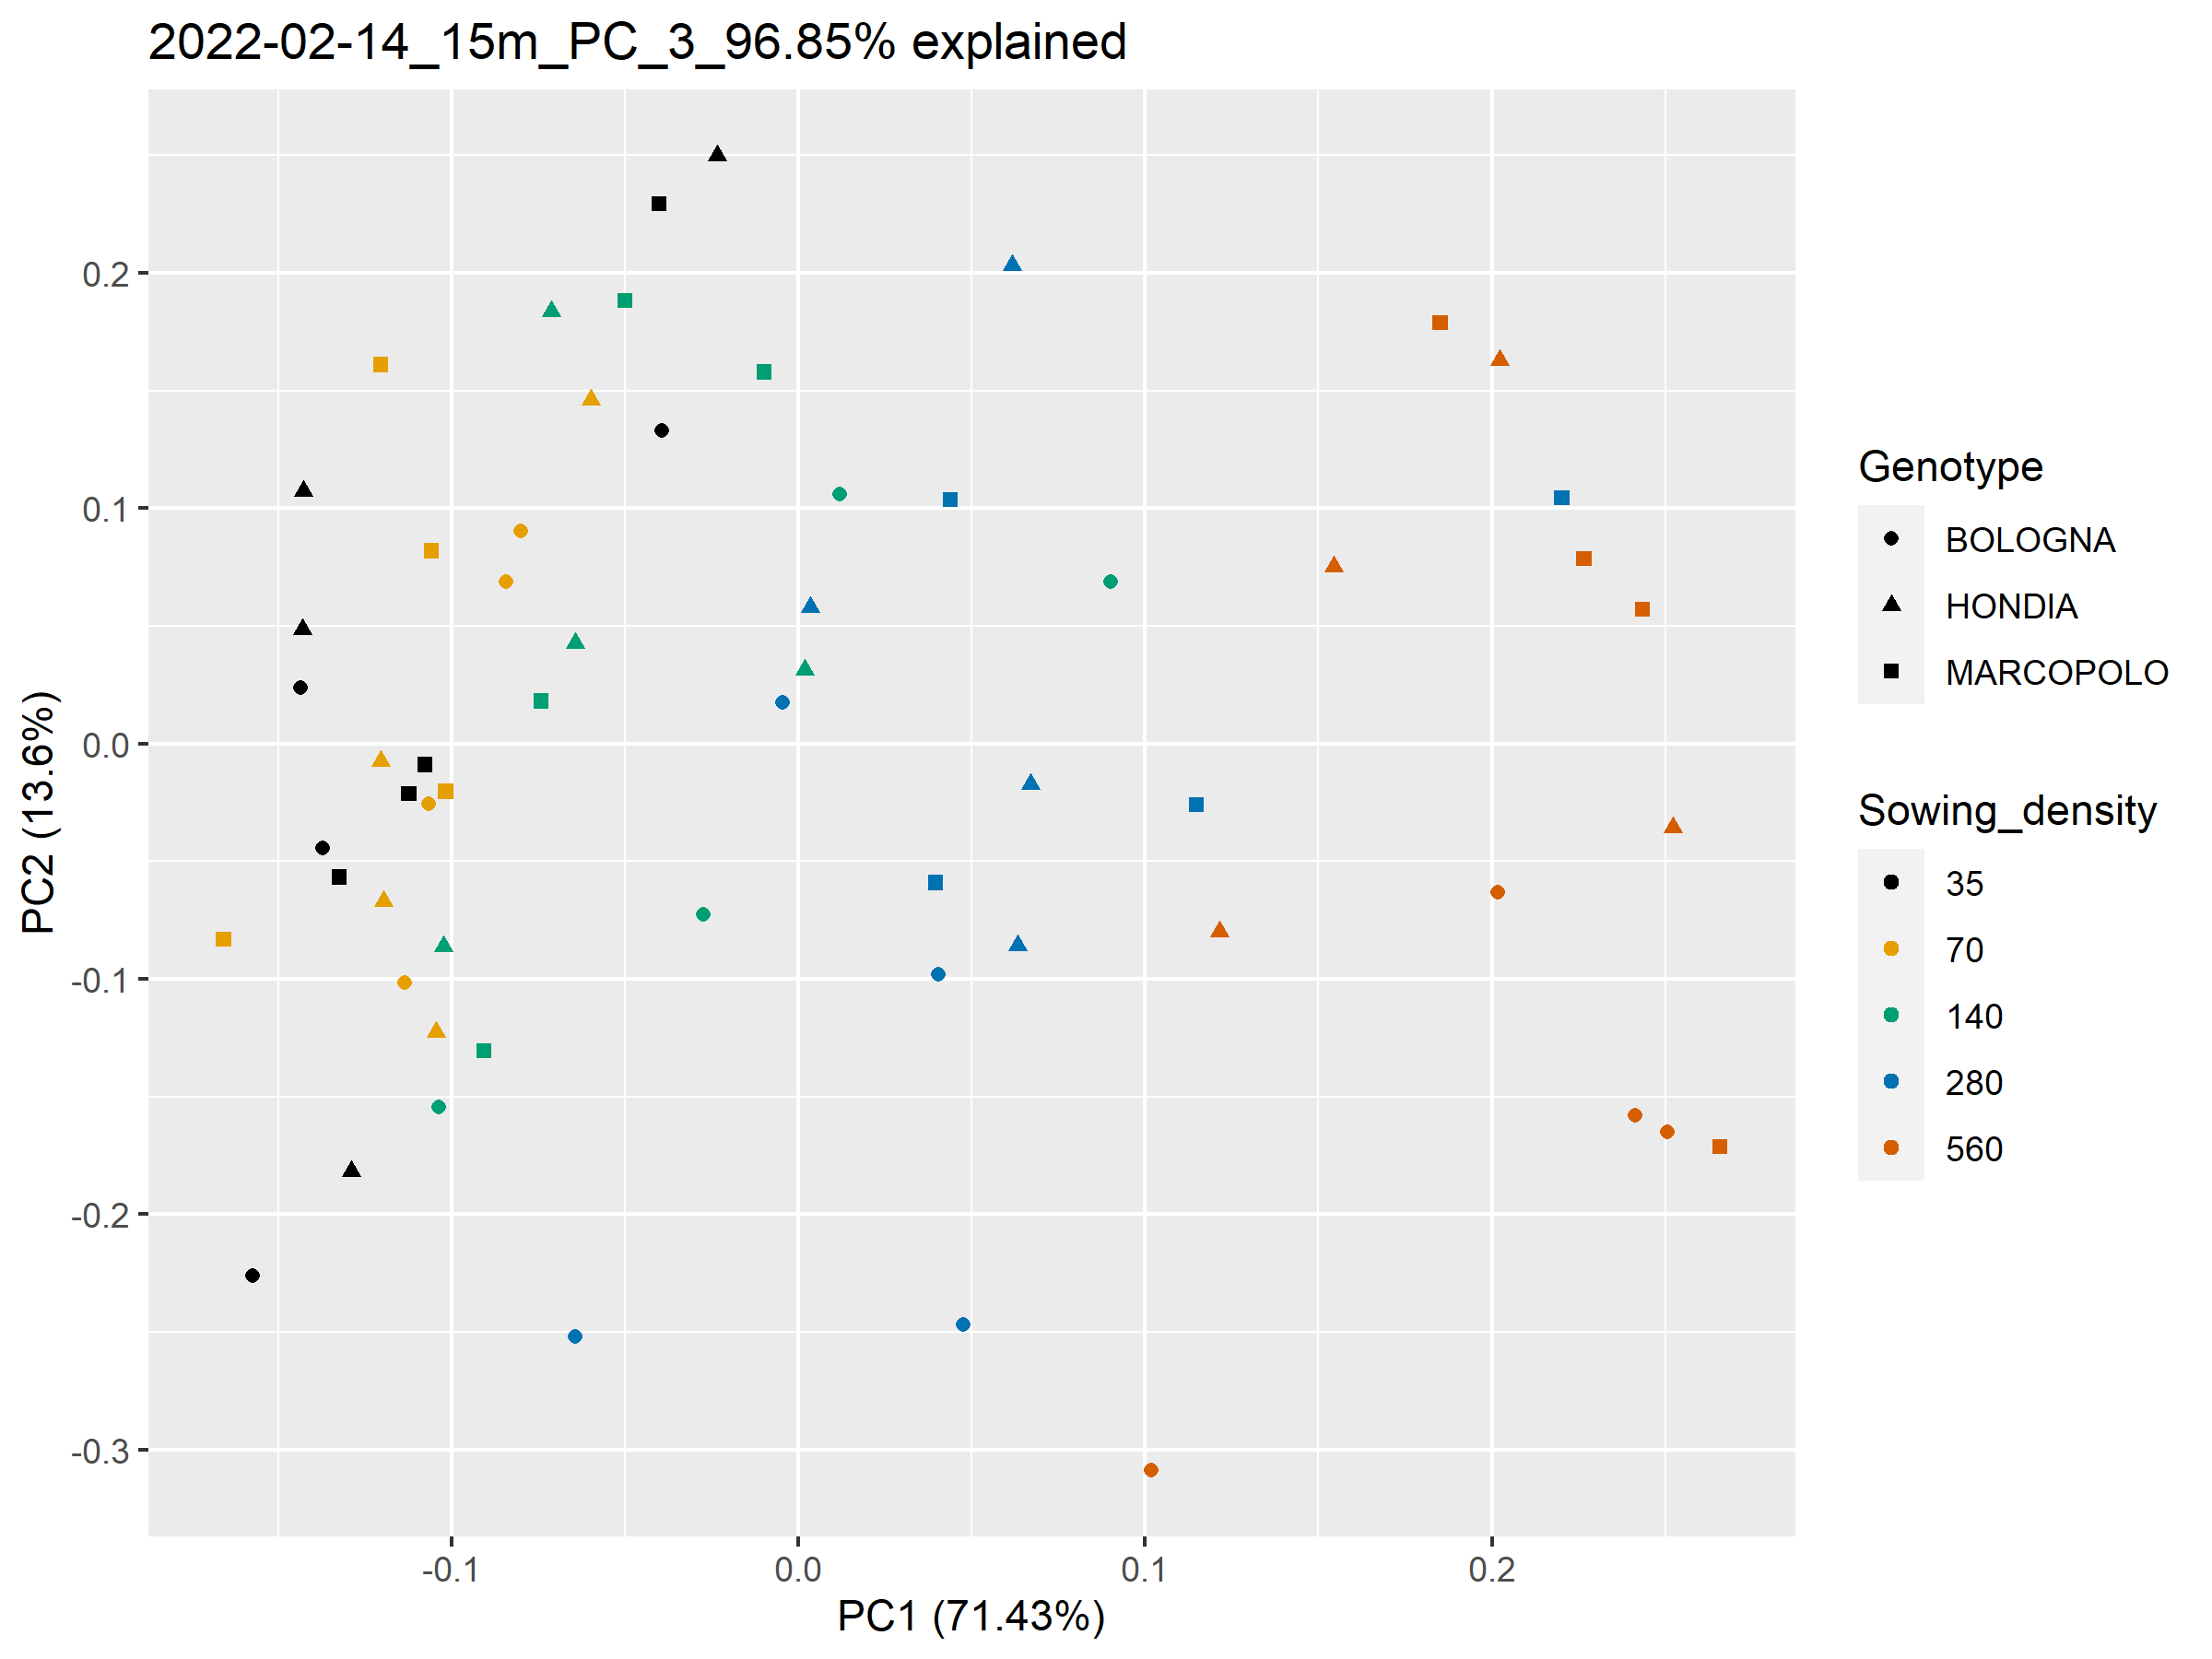 2022-02-14_15m_PC_3_96.85% explained
PC2 (13.6%)
0.2
0.1
0.0
-0.1
-0.2
-0.3
-0.1
0.0
0.1
0.2
PC1 (71.43%)
Genotype
BOLOGNA
HONDIA
MARCOPOLO
Sowing_density
35
70
140
280
560